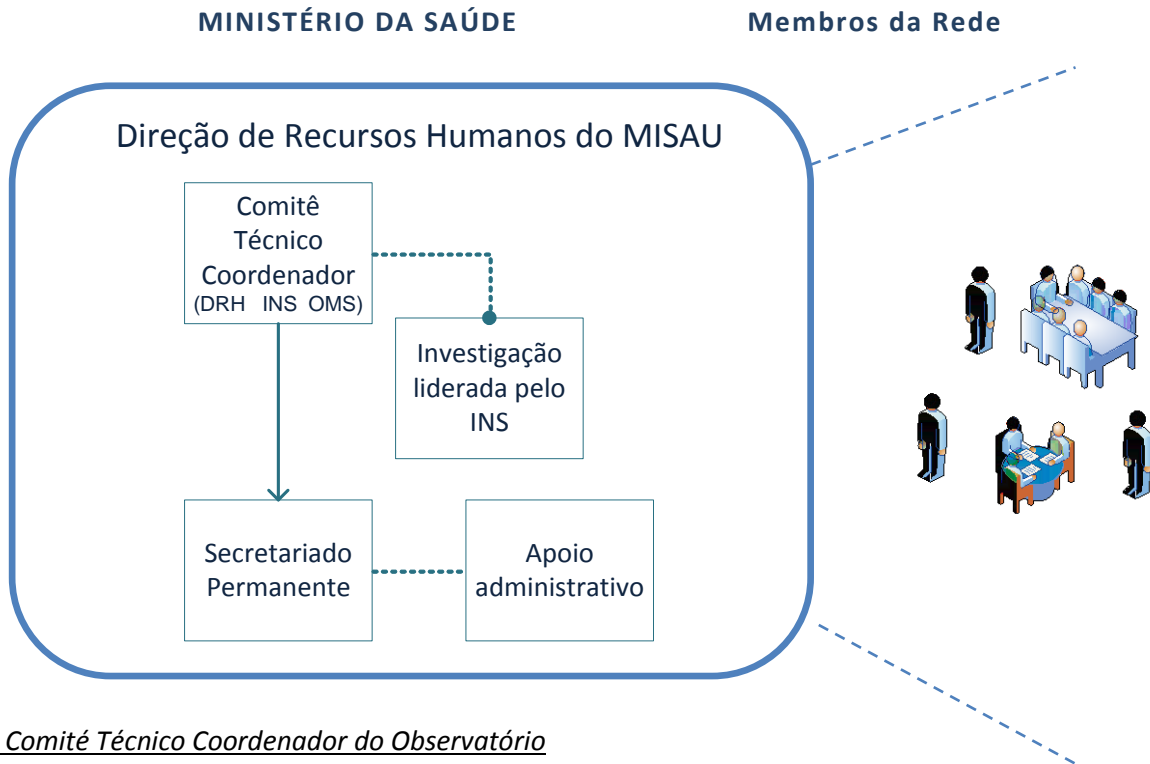 MINISTÉRIO DA SAÚDE
Membros da Rede
Direção de Recursos Humanos do MISAU
Comitê
Técnico
Coordenador
(DRH INS OMS)
Investigação
liderada pelo
INS
Secretariado
Permanente
Apoio
administrativo
Comité Técnico Coordenador do Observatório